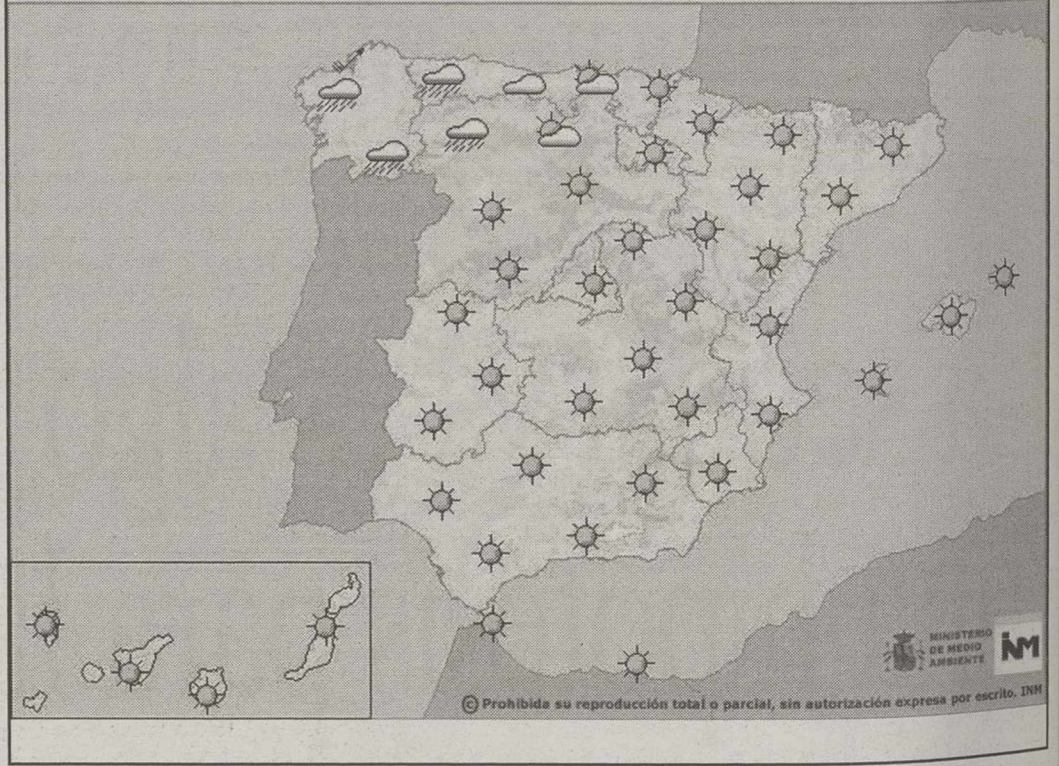 MINISTERIO
DE MEDIO
AMBIENTE
INM
© Prohibida su reproducción total o parcial, sin autorización expresa por escrito. INM